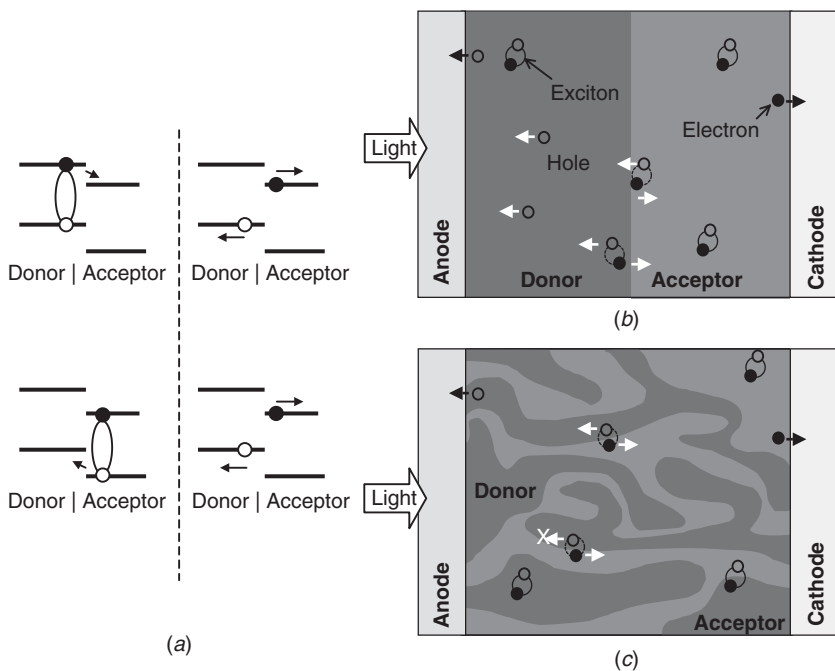 Donor | Acceptor
Donor | Acceptor
Donor | Acceptor
Donor | Acceptor
(a)
Light
Anode
Exciton
Electron
Hole
Donor
Acceptor
Cathode
(b)
Light
Anode
Donor
X
Acceptor
Cathode
(c)